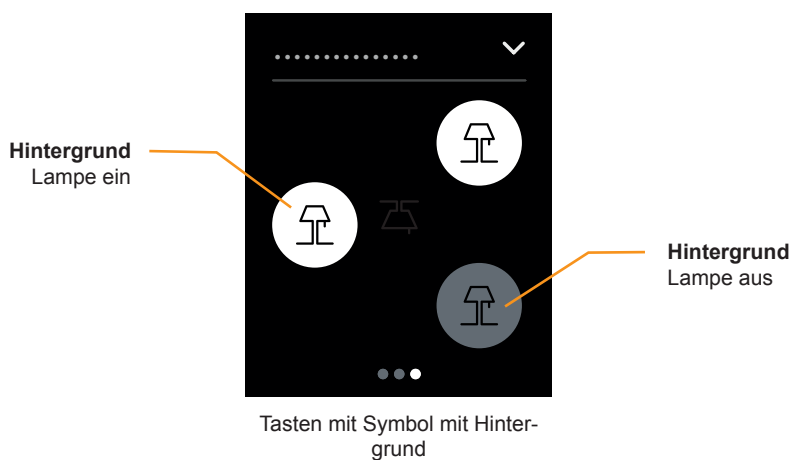 Hintergrund
Lampe ein
Hintergrund
Lampe aus
Tasten mit Symbol mit Hinter-
grund